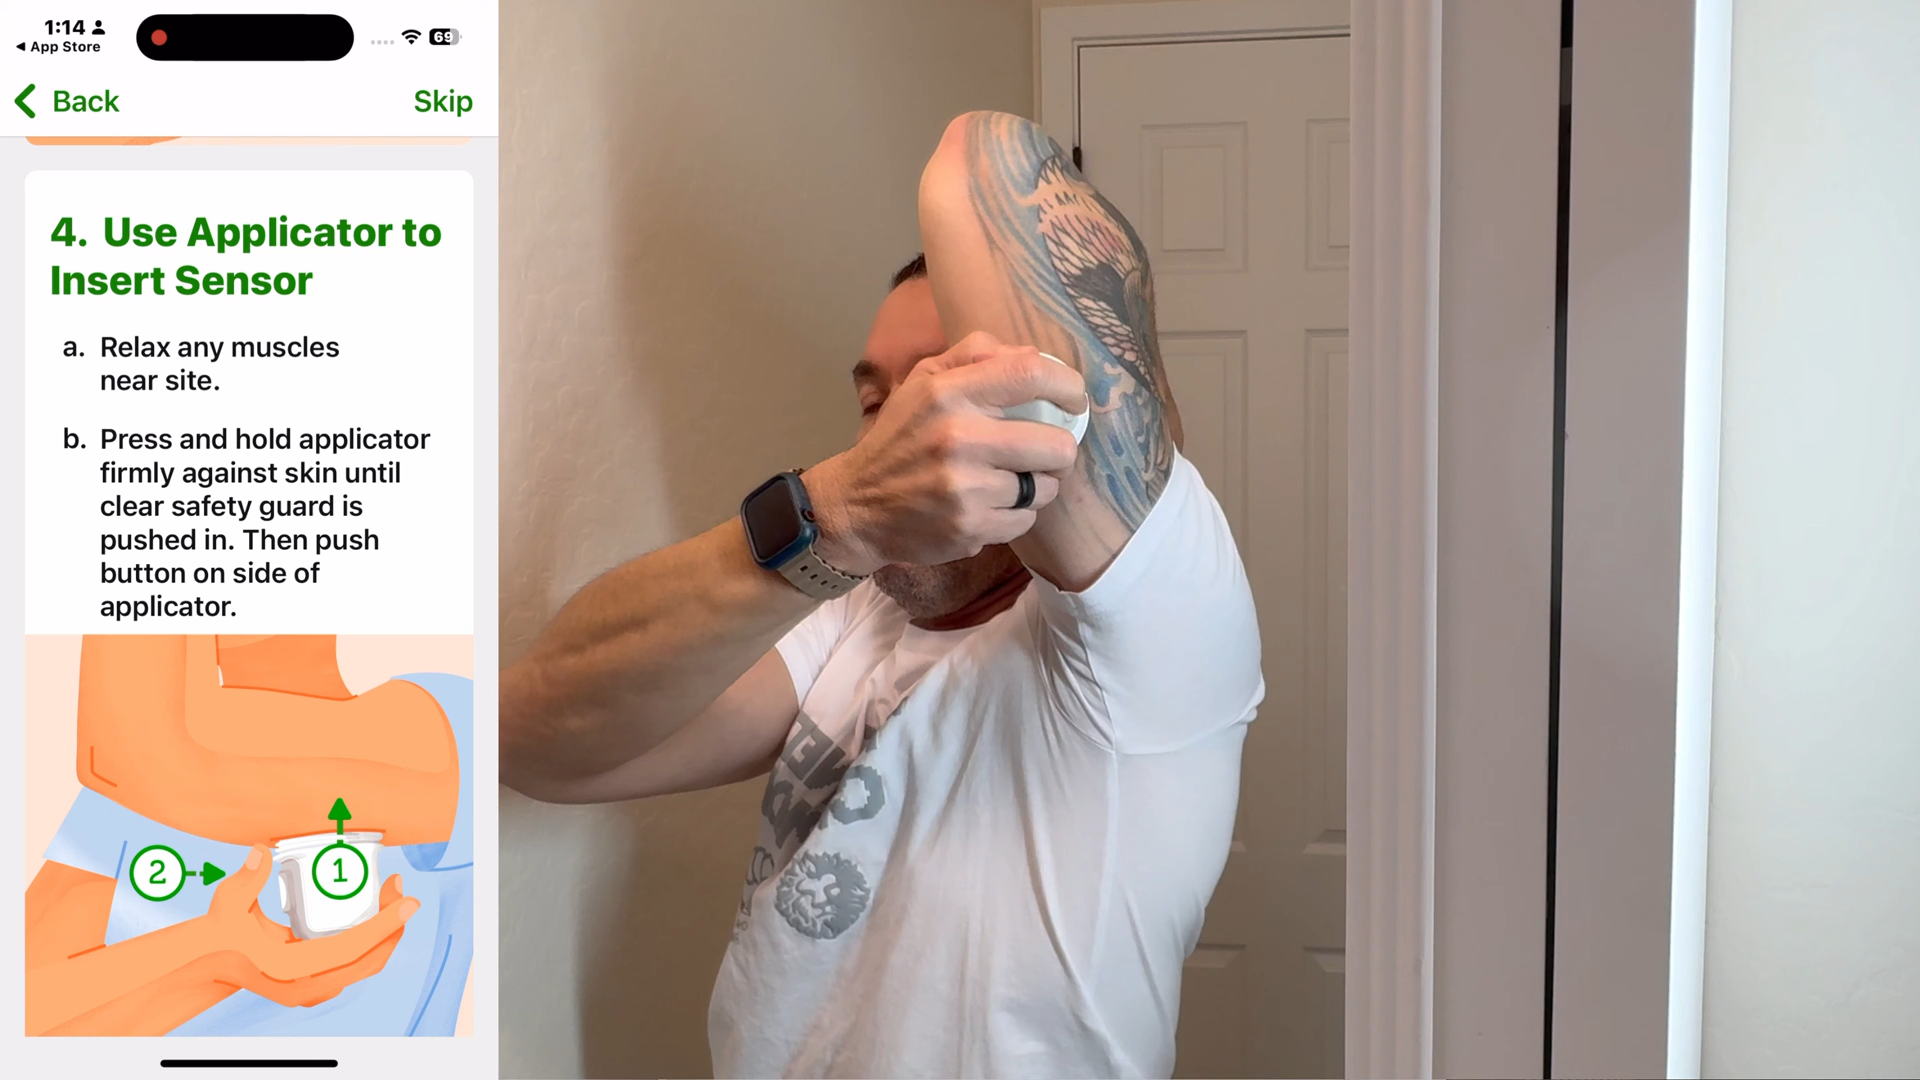 1:14
69
App Store
Back
Skip
4. Use Applicator to
Insert Sensor
a. Relax any muscles
near site.
b. Press and hold applicator
firmly against skin until
clear safety guard is
pushed in. Then push
button on side of
applicator.
2
1